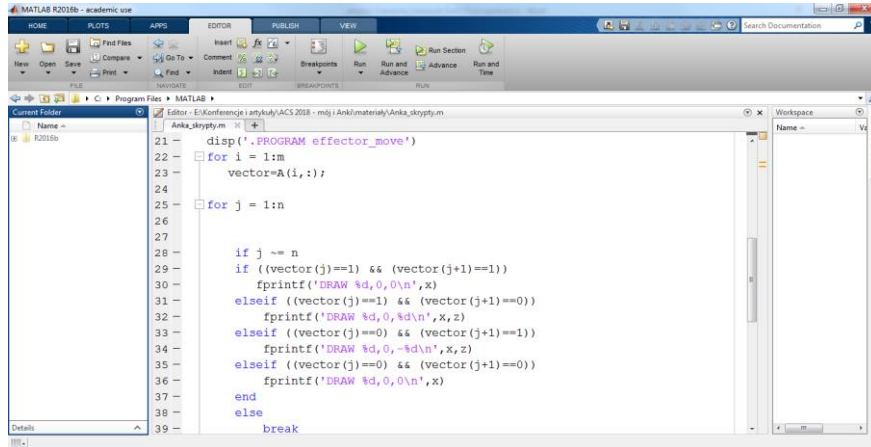 MATLAB R2016b - academic use
HOME PLOTS APPS EDITOR PUBLISH VIEW Search Documentation
New Open Save Find Files Compare Print Go To Find Insert fx Comment Indent Breakpoints Run Run and Advance Run Section Advance Run and Time
FILE NAVIGATE EDIT BREAKPOINTS RUN
C: Program Files MATLAB
Current Folder
Name
R2016b
Details
Editor - E:\Konferencje i artykuły\ACS 2018 - mój i Anki\materiały\Anka_skrypty.m
Anka_skrypty.m
21 disp('.PROGRAM effector_move')
22 for i = 1:m
23 vector=A(i,:);
24
25 for j = 1:n
26
27
28 if j ~= n
29 if ((vector(j)==1) && (vector(j+1)==1))
30 fprintf('DRAW %d,0,0\n',x)
31 elseif ((vector(j)==1) && (vector(j+1)==0))
32 fprintf('DRAW %d,0,%d\n',x,z)
33 elseif ((vector(j)==0) && (vector(j+1)==1))
34 fprintf('DRAW %d,0,-%d\n',x,z)
35 elseif ((vector(j)==0) && (vector(j+1)==0))
36 fprintf('DRAW %d,0,0\n',x)
37 end
38 else
39 break
Workspace
Name Va